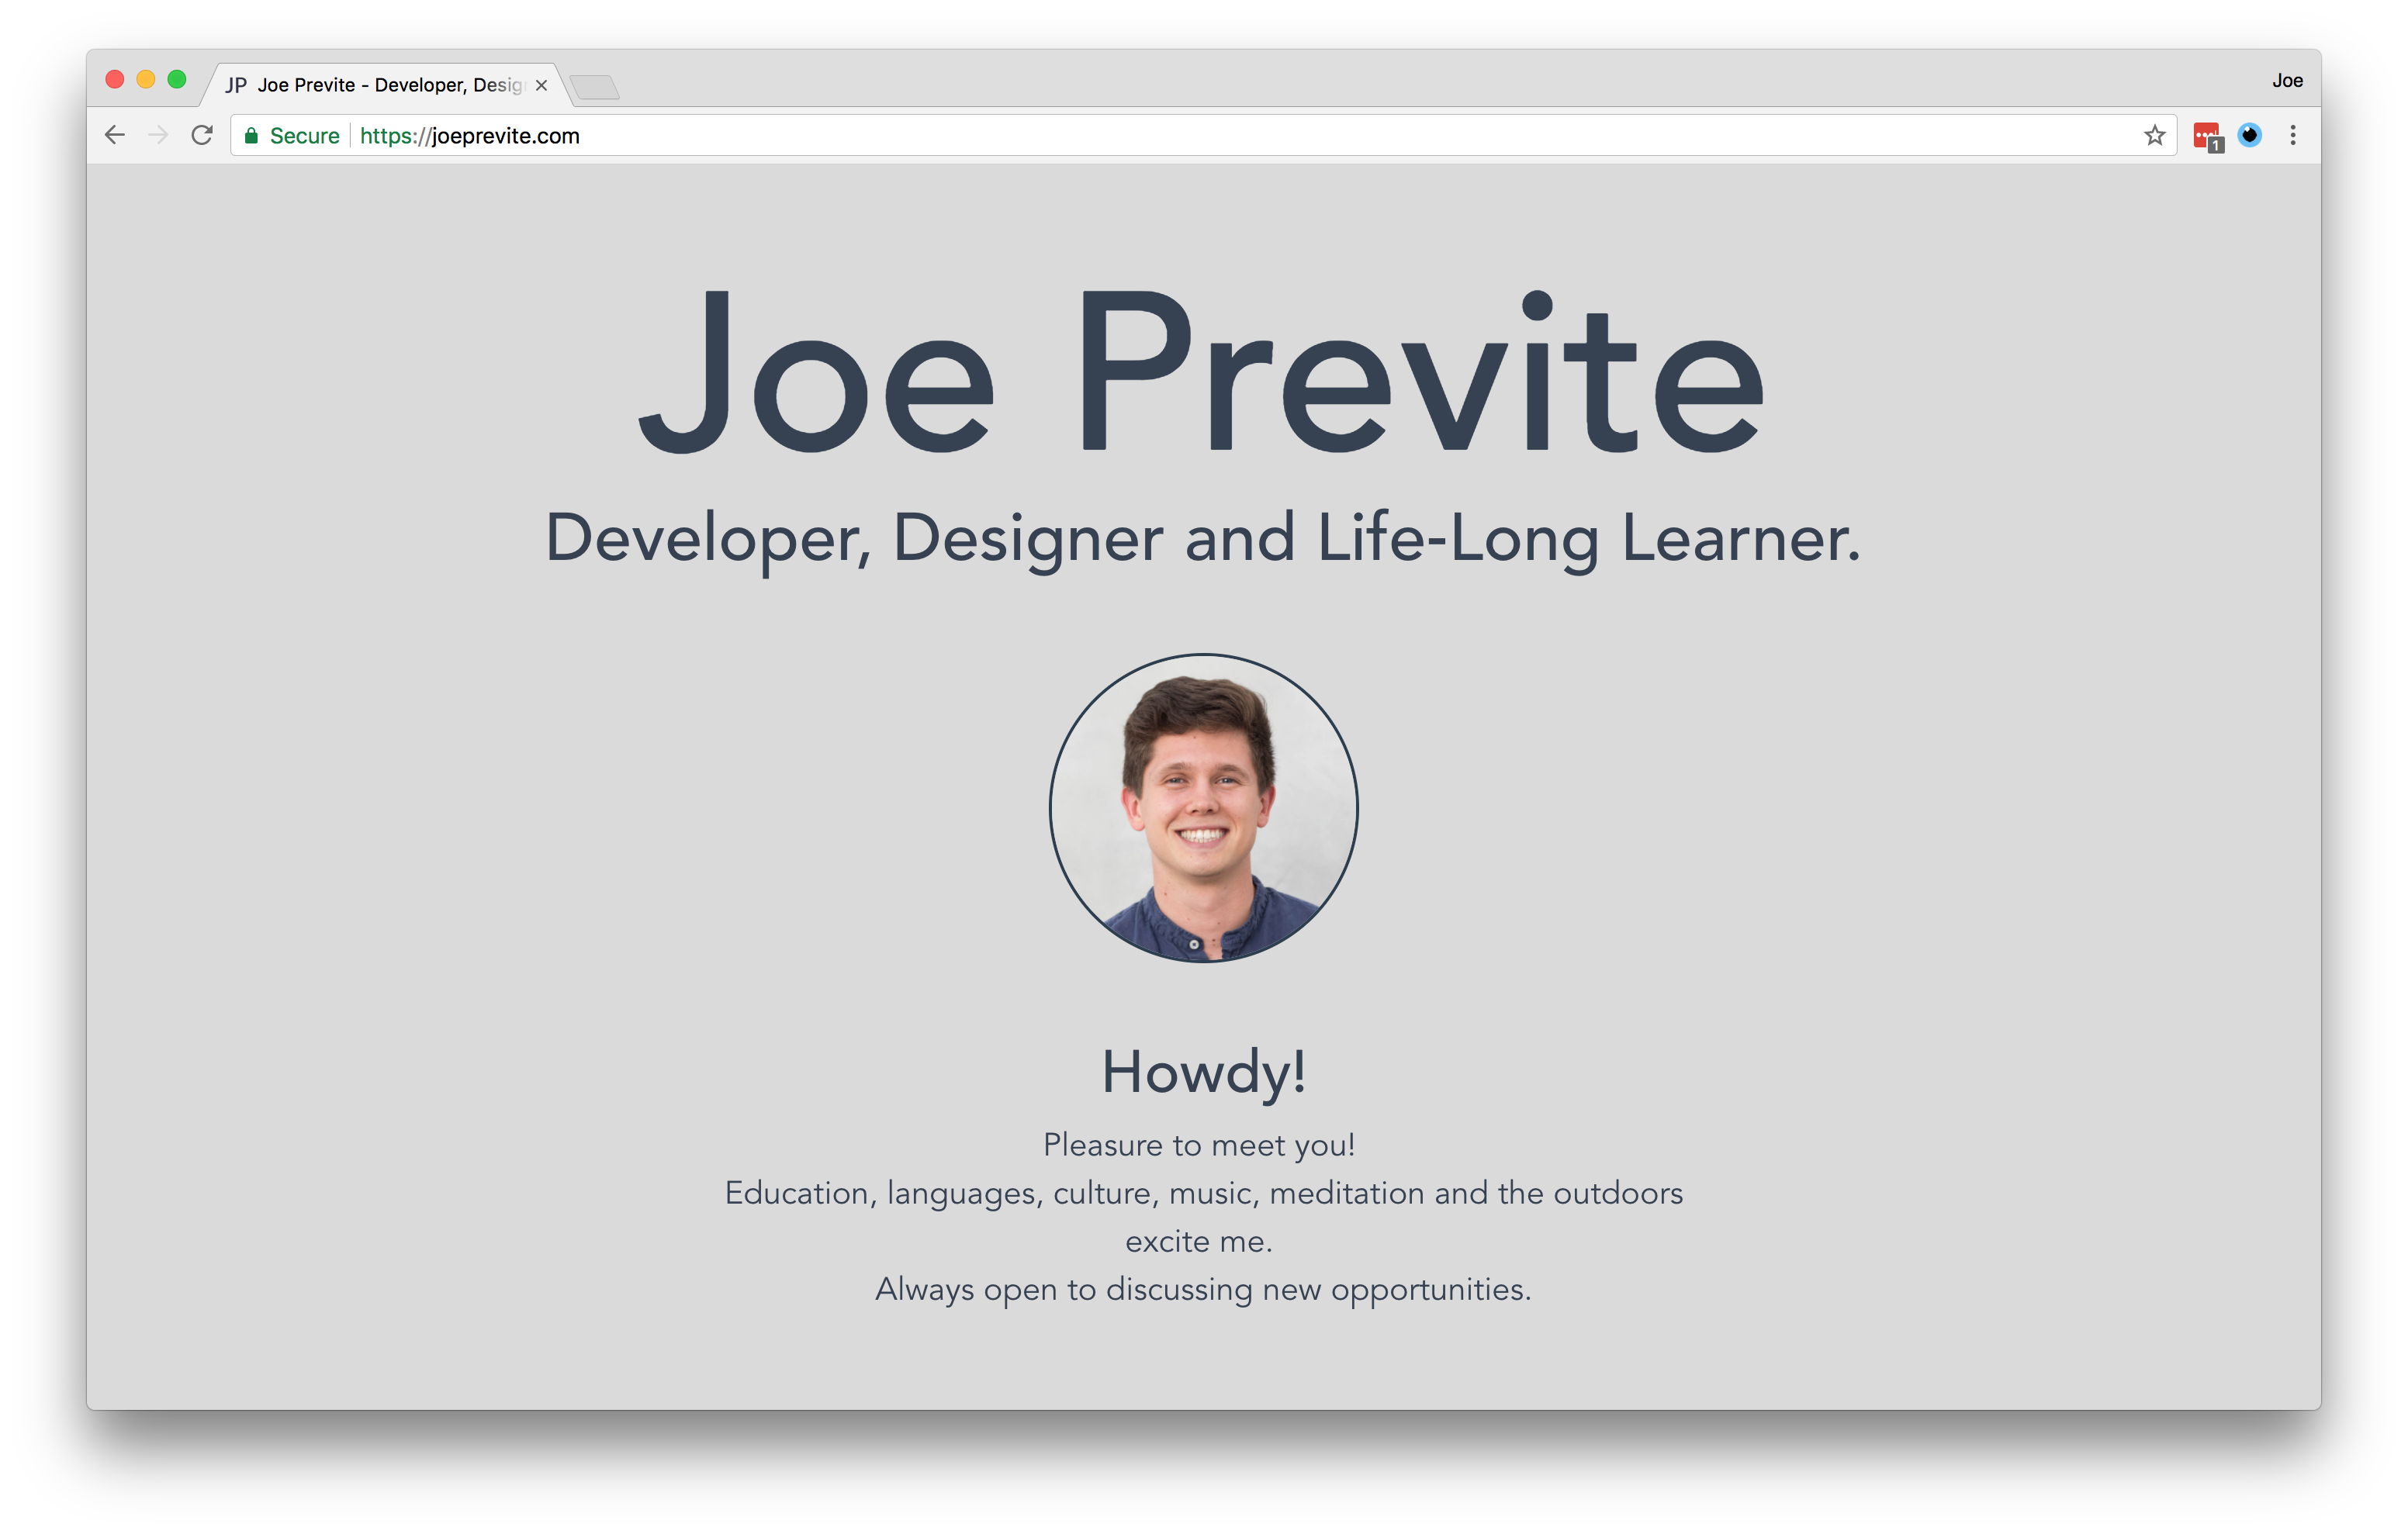 JP Joe Previte - Developer, Desig
Joe
Secure https://joeprevite.com
1
Joe Previte
Developer, Designer and Life-Long Learner.
Howdy!
Pleasure to meet you!
Education, languages, culture, music, meditation and the outdoors
excite me.
Always open to discussing new opportunities.